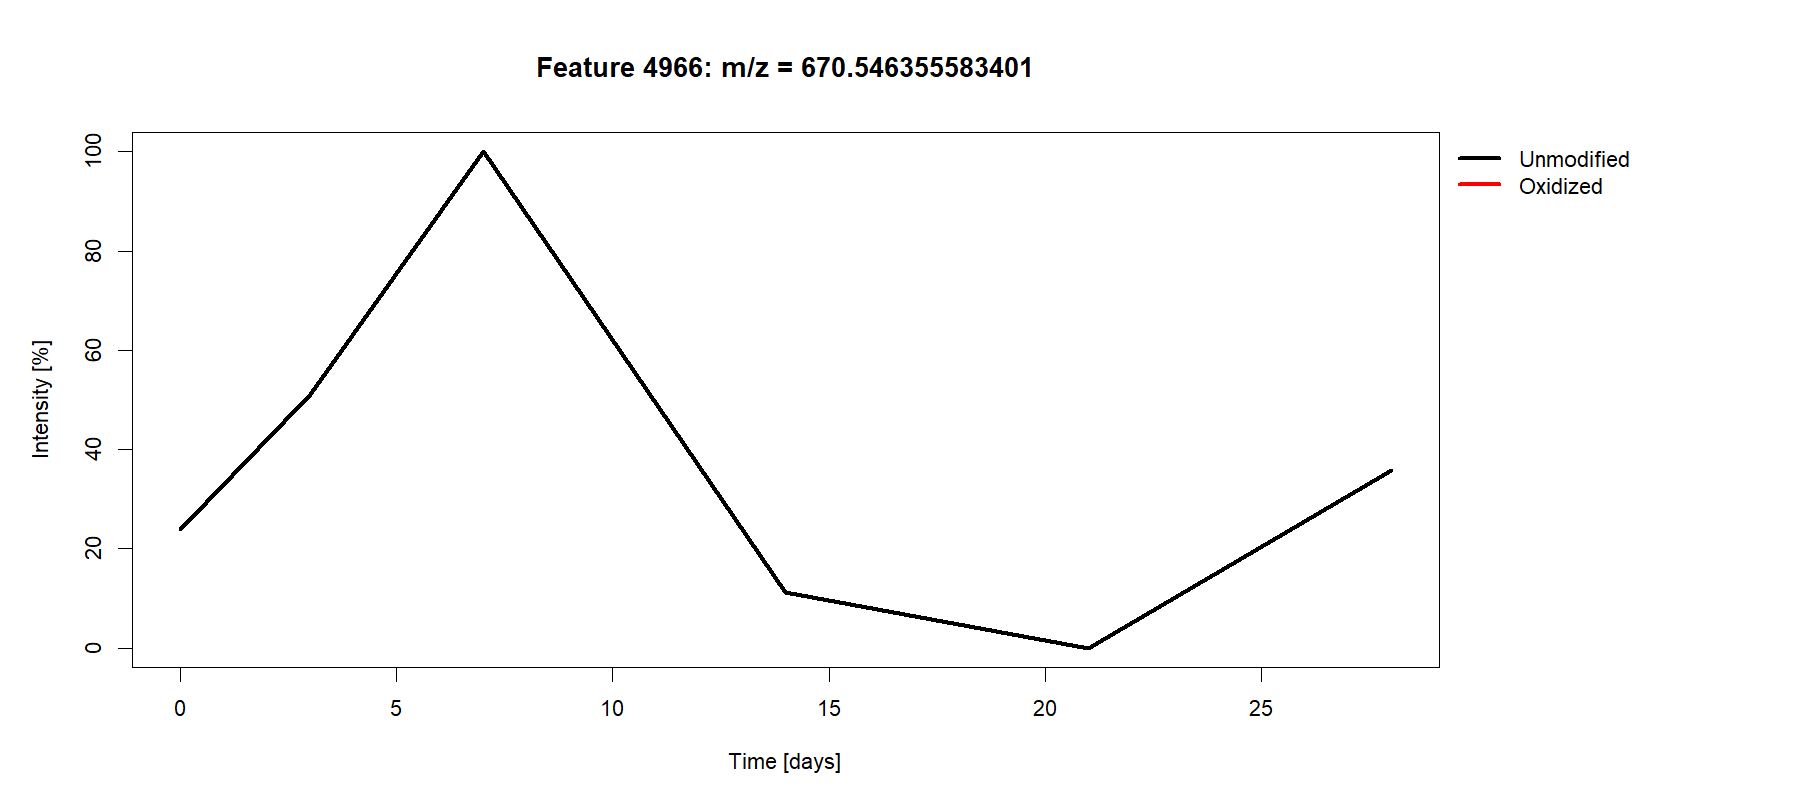 Feature 4966: m/z = 670.546355583401
Unmodified
Oxidized
100
80
60
40
20
0
Intensity [%]
0 5 10 15 20 25
Time [days]